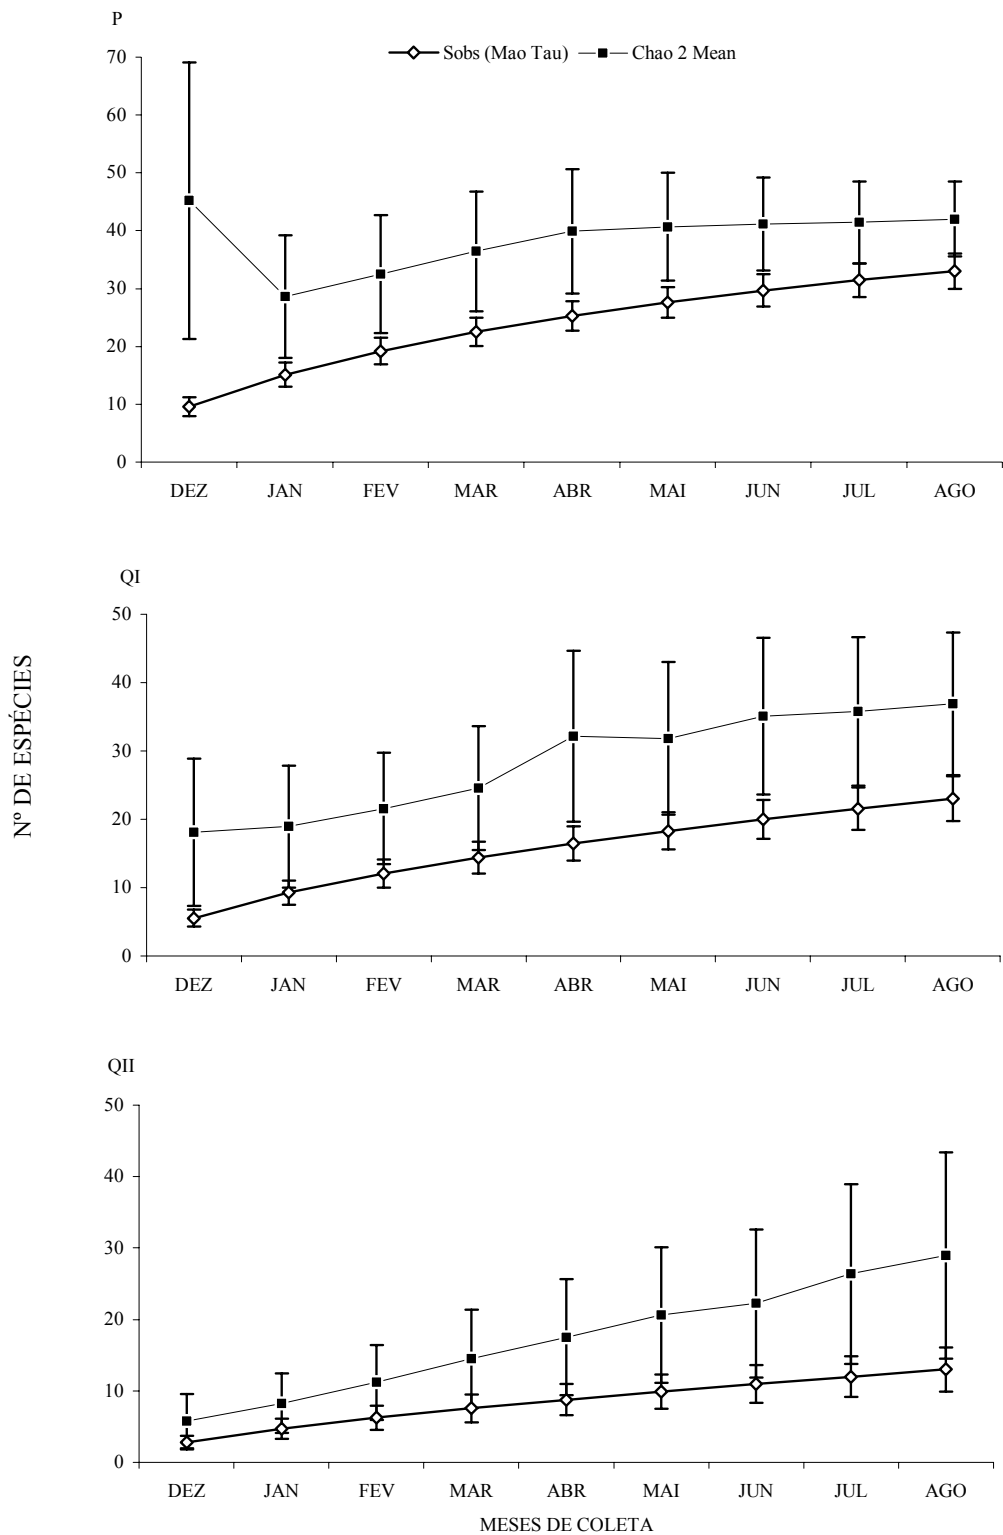 P
Sobs (Mao Tau) Chao 2 Mean
70
60
50
40
30
20
10
0
DEZ JAN FEV MAR ABR MAI JUN JUL AGO
Nº DE ESPÉCIES
QI
50
40
30
20
10
0
DEZ JAN FEV MAR ABR MAI JUN JUL AGO
QII
50
40
30
20
10
0
DEZ JAN FEV MAR ABR MAI JUN JUL AGO
MESES DE COLETA